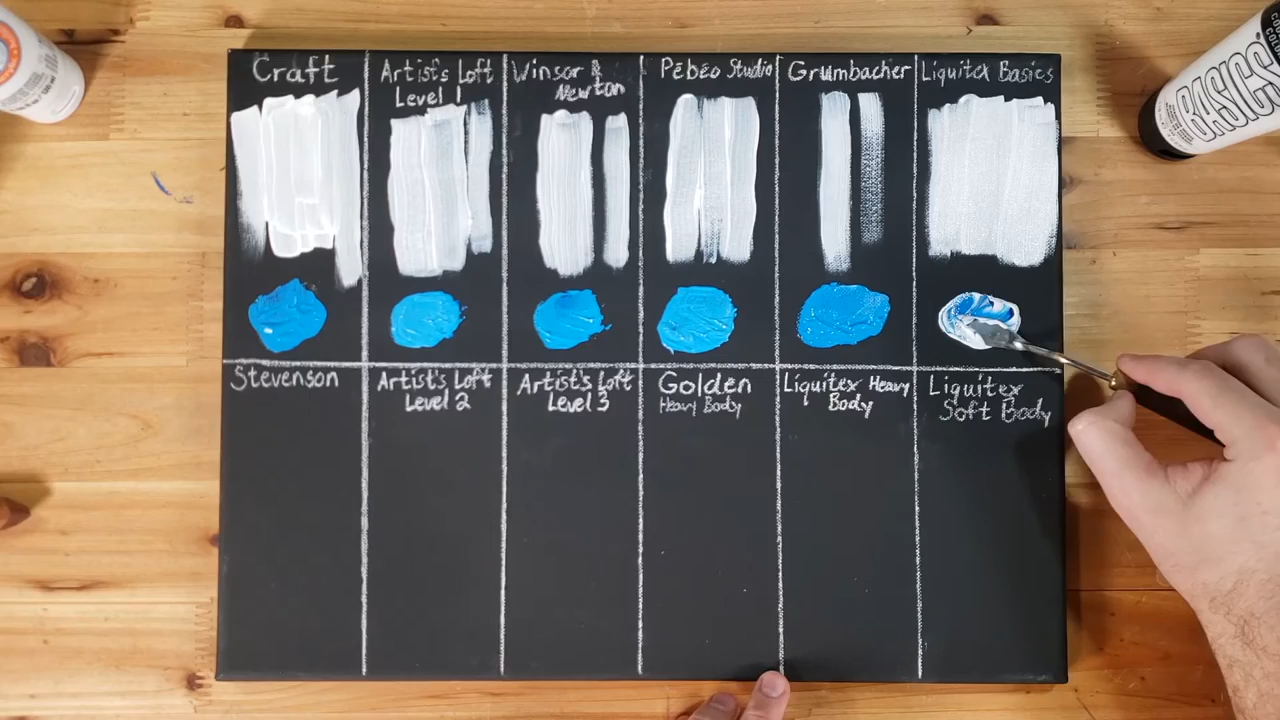 Craft
Artist's Loft
Level 1
Winsor &
Newton
Pēbēo Studio
Grumbacher
Liquitex Basics
BASICS
Stevenson
Artist's Loft
Level 2
Artist's Loft
Level 3
Golden
Heavy Body
Liquitex Heavy
Body
Liquitex
Soft Body